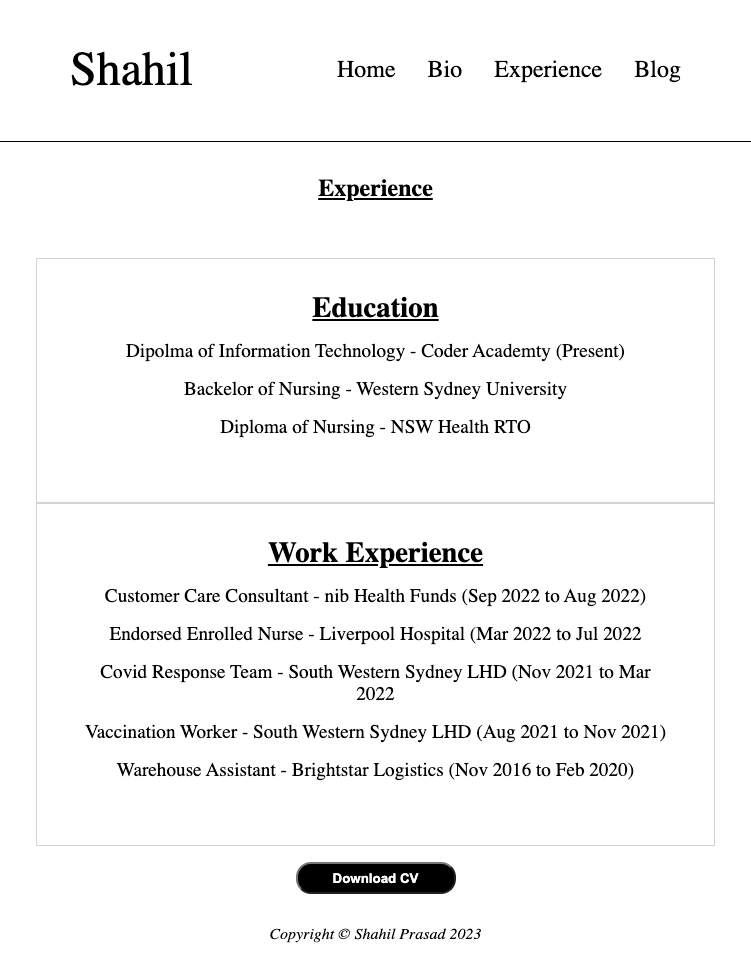 Shahil
Home Bio Experience Blog
Experience
Education
Dipolma of Information Technology - Coder Academty (Present)
Backelor of Nursing - Western Sydney University
Diploma of Nursing - NSW Health RTO
Work Experience
Customer Care Consultant - nib Health Funds (Sep 2022 to Aug 2022)
Endorsed Enrolled Nurse - Liverpool Hospital (Mar 2022 to Jul 2022
Covid Response Team - South Western Sydney LHD (Nov 2021 to Mar
2022
Vaccination Worker - South Western Sydney LHD (Aug 2021 to Nov 2021)
Warehouse Assistant - Brightstar Logistics (Nov 2016 to Feb 2020)
Download CV
Copyright © Shahil Prasad 2023